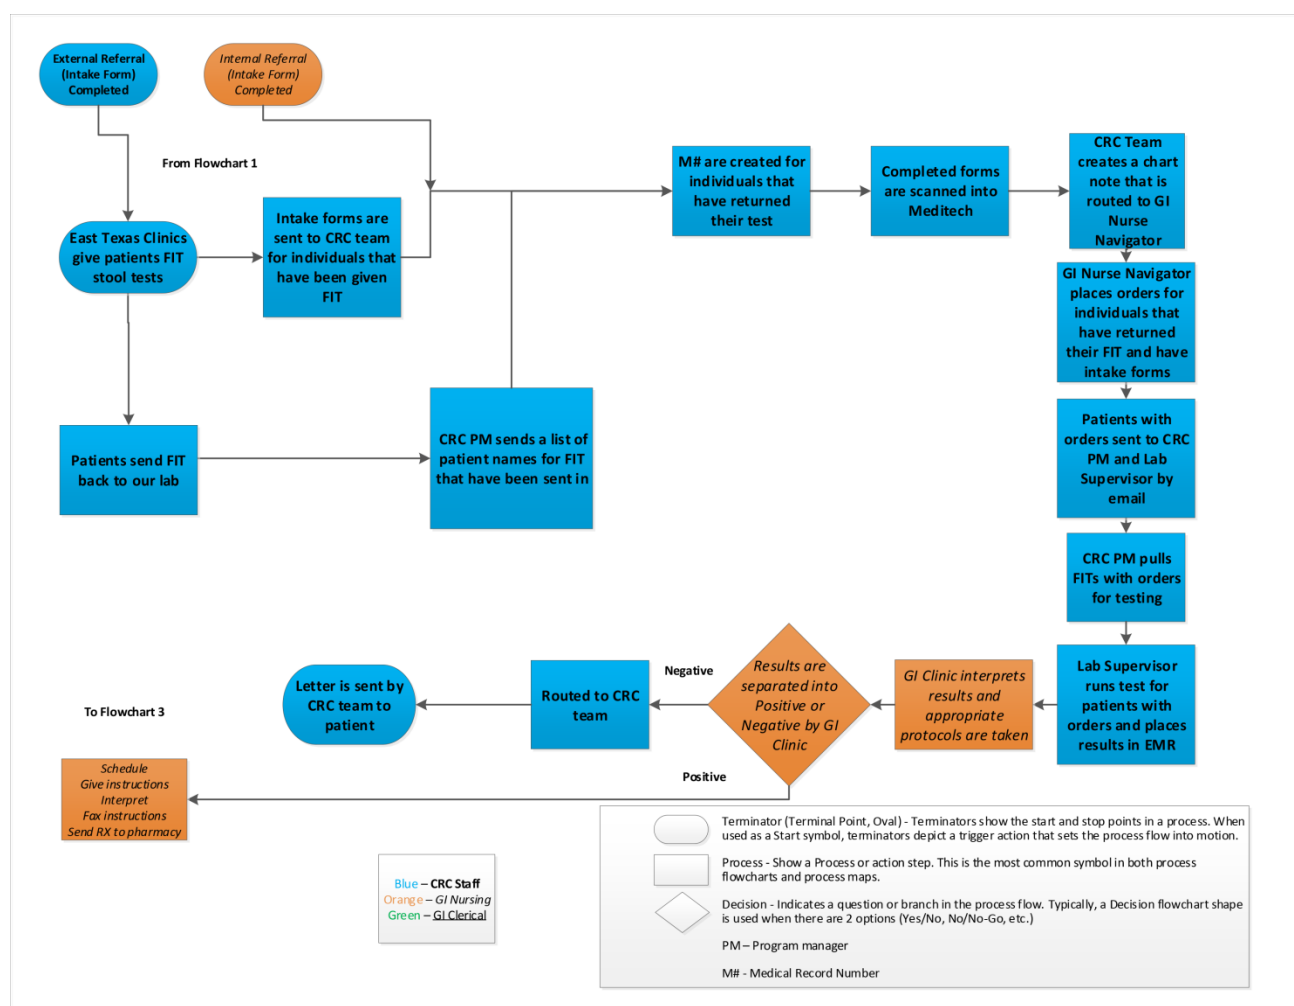 External Referral
(Intake Form)
Completed
Internal Referral
(Intake Form)
Completed
From Flowchart 1
East Texas Clinics
give patients FIT
stool tests
Intake forms are
sent to CRC team
for individuals that
have been given
FIT
M# are created for
individuals that
have returned
their test
Completed forms
are scanned into
Meditech
CRC Team
creates a chart
note that is
routed to GI
Nurse
Navigator
GI Nurse Navigator
places orders for
individuals that
have returned
their FIT and have
intake forms
Patients send FIT
back to our lab
CRC PM sends a list of
patient names for FIT
that have been sent in
Patients with
orders sent to CRC
PM and Lab
Supervisor by
email
CRC PM pulls
FITs with orders
for testing
Lab Supervisor
runs test for
patients with
orders and places
results in EMR
GI Clinic interprets
results and
appropriate
protocols are taken
Results are
separated into
Positive or
Negative by GI
Clinic
Negative
Routed to CRC
team
Letter is sent by
CRC team to
patient
Positive
To Flowchart 3
Schedule
Give instructions
Interpret
Fax instructions
Send RX to pharmacy
Blue – CRC Staff
Orange – GI Nursing
Green – GI Clerical
Terminator (Terminal Point, Oval) - Terminators show the start and stop points in a process. When
used as a Start symbol, terminators depict a trigger action that sets the process flow into motion.
Process - Show a Process or action step. This is the most common symbol in both process
flowcharts and process maps.
Decision - Indicates a question or branch in the process flow. Typically, a Decision flowchart shape
is used when there are 2 options (Yes/No, No/No-Go, etc.)
PM – Program manager
M# - Medical Record Number